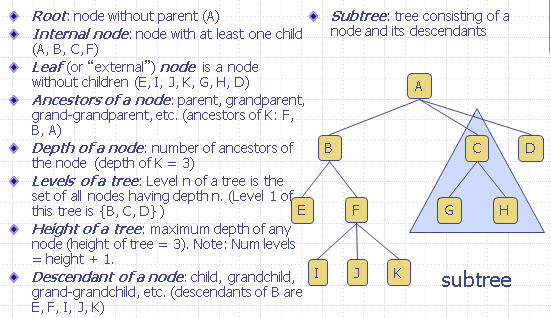 Root: node without parent (A)
Internal node: node with at least one child
(A, B, C, F)
Leaf (or “external”) node is a node
without children (E, I, J, K, G, H, D)
Ancestors of a node: parent, grandparent,
grand-grandparent, etc. (ancestors of K: F,
B, A)
Depth of a node: number of ancestors of
the node (depth of K = 3)
Levels of a tree: Level n of a tree is the
set of all nodes having depth n. (Level 1 of
this tree is {B, C, D} )
Height of a tree: maximum depth of any
node (height of tree = 3). Note: Num levels
= height + 1.
Descendant of a node: child, grandchild,
grand-grandchild, etc. (descendants of B are
E, F, I, J, K)
Subtree: tree consisting of a
node and its descendants
A
B C D
E F G H
I J K
subtree